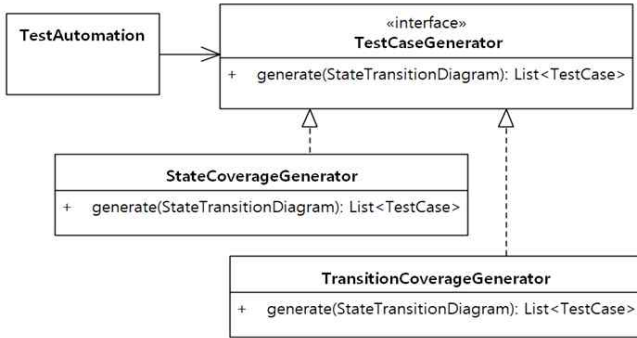 TestAutomation
«interface»
TestCaseGenerator
+ generate(StateTransitionDiagram): List<TestCase>
StateCoverageGenerator
+ generate(StateTransitionDiagram): List<TestCase>
TransitionCoverageGenerator
+ generate(StateTransitionDiagram): List<TestCase>